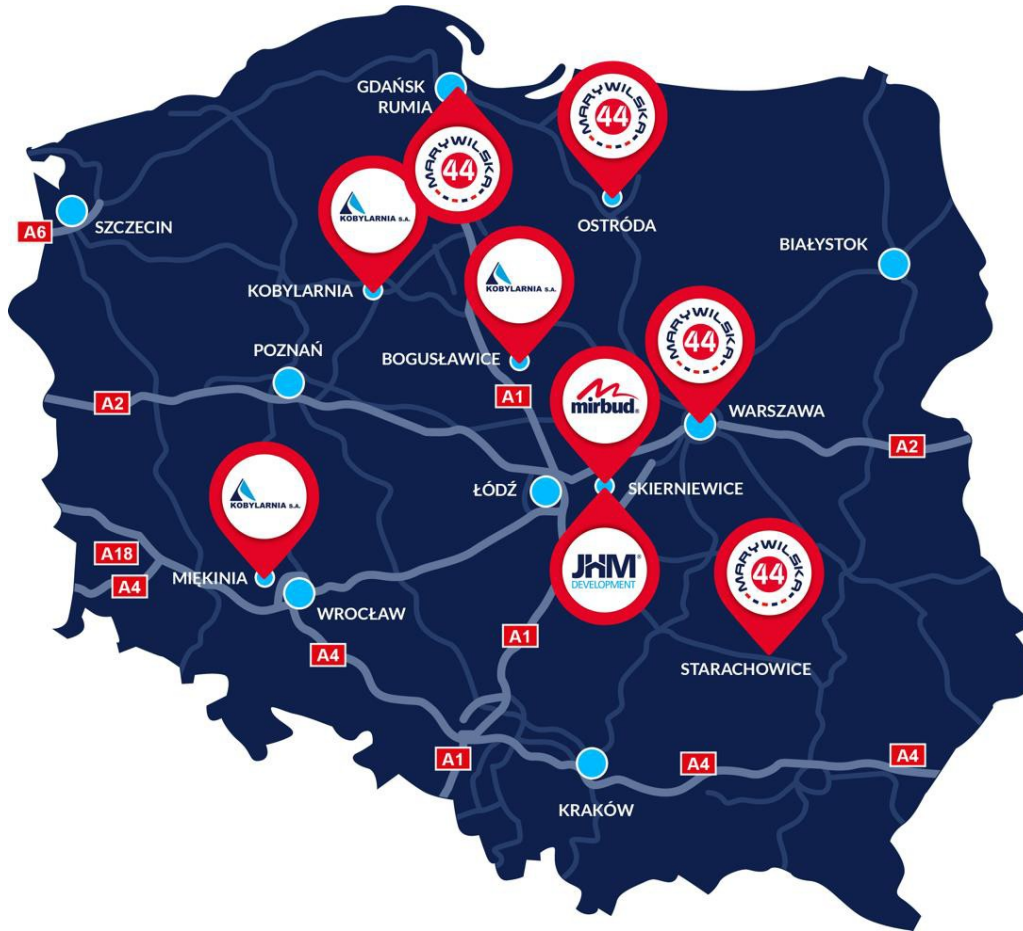 GDAŃSK
RUMIA
MARYWILSKA
44
MARYWILSKA
44
OSTRÓDA
KOBYLARNIA S.A.
SZCZECIN
A6
BIAŁYSTOK
KOBYLARNIA
KOBYLARNIA S.A.
MARYWILSKA
44
POZNAŃ
BOGUSŁAWICE
A2
A1
mirbud®
WARSZAWA
A2
KOBYLARNIA S.A.
ŁÓDŹ
SKIERNIEWICE
A18
A4
MIĘKINIA
WROCŁAW
JHM®
DEVELOPMENT
MARYWILSKA
44
A1
A4
STARACHOWICE
A1
A4
A4
KRAKÓW